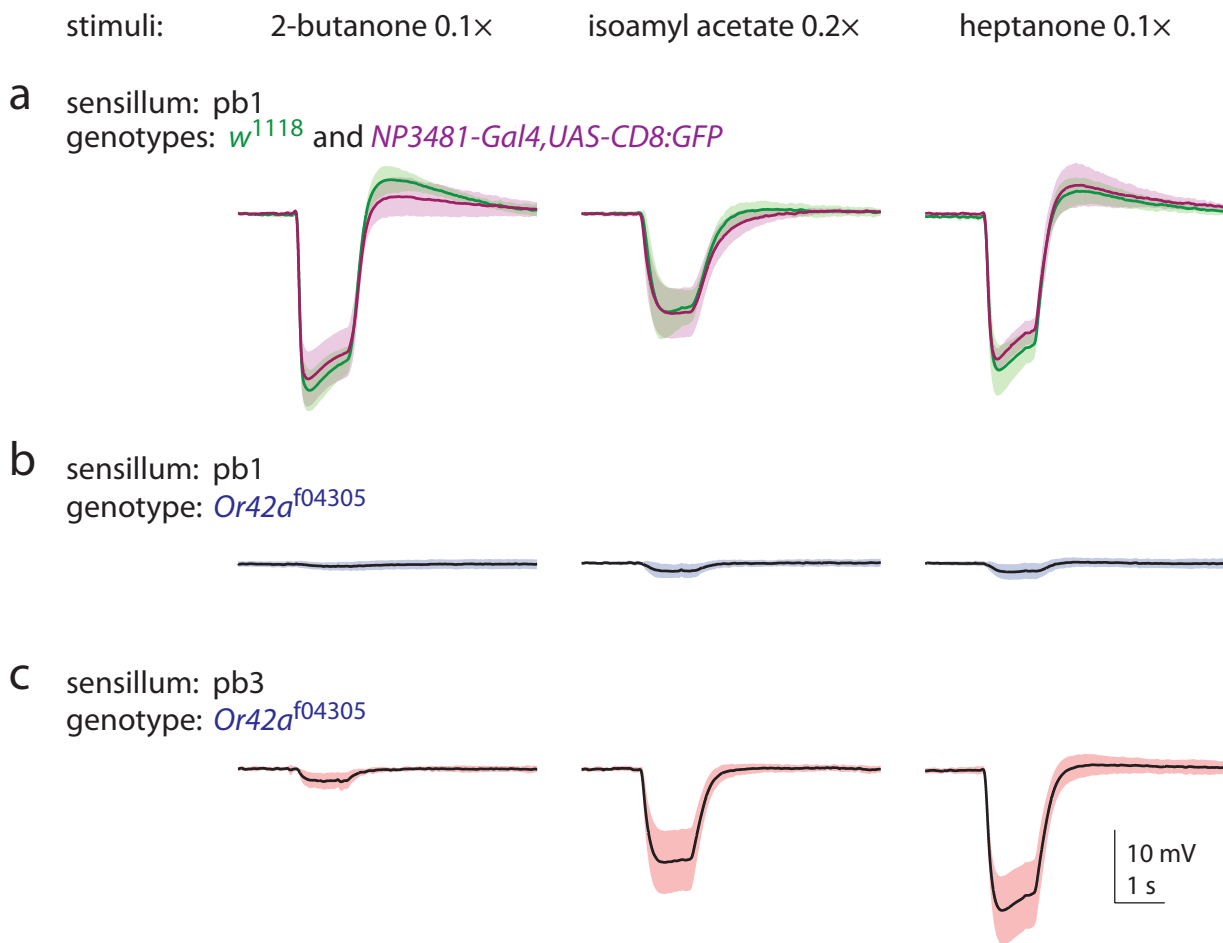 stimuli: 2-butanone 0.1× isoamyl acetate 0.2× heptanone 0.1×
a sensillum: pb1
genotypes: w1118 and NP3481-Gal4,UAS-CD8:GFP
b sensillum: pb1
genotype: Or42af04305
c sensillum: pb3
genotype: Or42af04305
10 mV
1 s